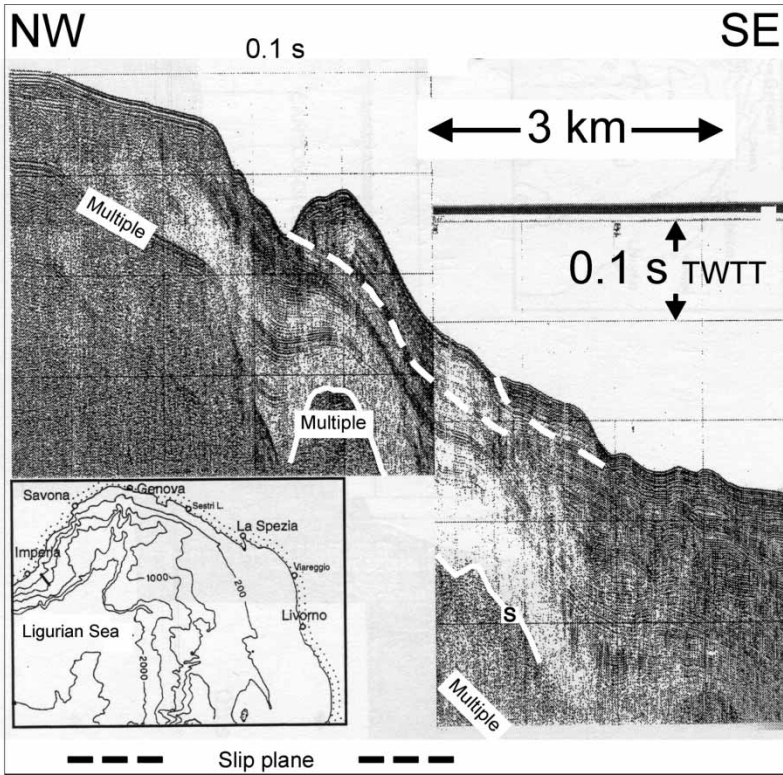 NW
SE
0.1 s
3 km
Multiple
0.1 s TWTT
Multiple
Genova
Savona
Sestri L.
La Spezia
Imperia
1000
200
Viareggio
Livorno
Ligurian Sea
2000
S
Multiple
Slip plane